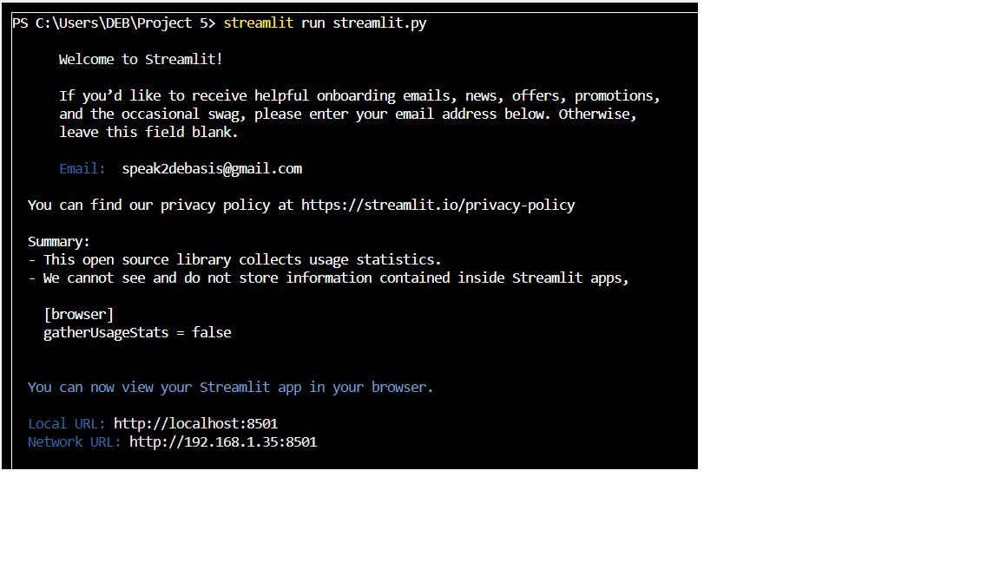 PS C:\Users\DEB\Project 5> streamlit run streamlit.py
Welcome to Streamlit!
If you’d like to receive helpful onboarding emails, news, offers, promotions,
and the occasional swag, please enter your email address below. Otherwise,
leave this field blank.
Email: speak2debasis@gmail.com
You can find our privacy policy at https://streamlit.io/privacy-policy
Summary:
- This open source library collects usage statistics.
- We cannot see and do not store information contained inside Streamlit apps,
[browser]
gatherUsageStats = false
You can now view your Streamlit app in your browser.
Local URL: http://localhost:8501
Network URL: http://192.168.1.35:8501